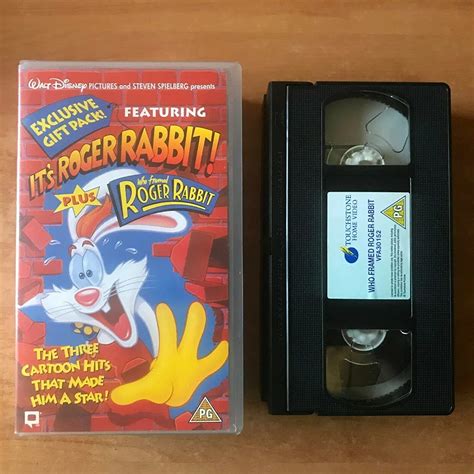 WALT DISNEY PICTURES AND STEVEN SPIELBERG presents
EXCLUSIVE
GIFT PACK!
FEATURING
IT'S ROGER RABBIT!
PLUS
Who Framed
ROGER RABBIT
THE THREE
CARTOON HITS
THAT MADE
HIM A STAR!
PG
TOUCHSTONE
HOME VIDEO
WHO FRAMED ROGER RABBIT
VFA30152
PG